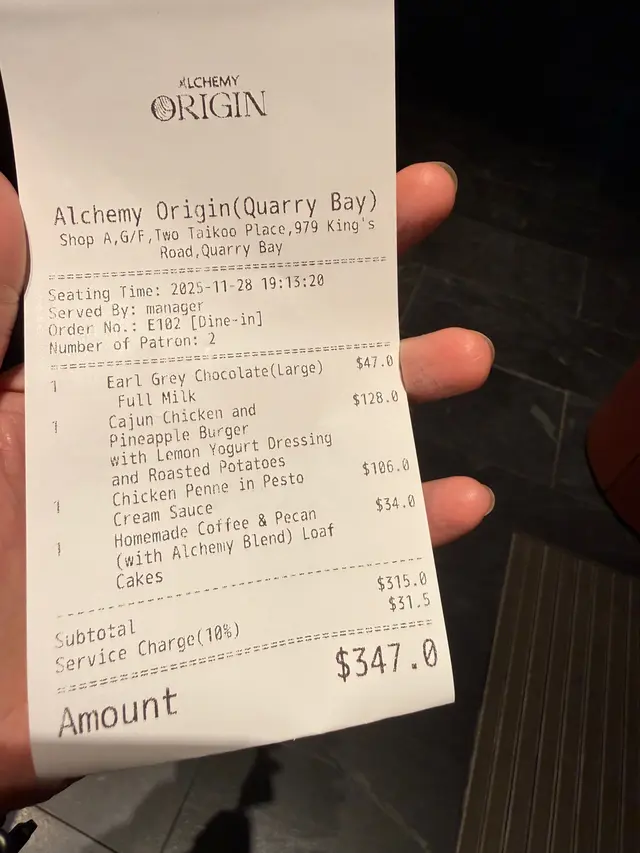 ALCHEMY
ORIGIN
Alchemy Origin(Quarry Bay)
Shop A,G/F,Two Taikoo Place,979 King's
Road,Quarry Bay
Seating Time: 2025-11-28 19:13:20
Served By: manager
Order No.: E102 [Dine-in]
Number of Patron: 2
1 Earl Grey Chocolate(Large) $47.0
Full Milk
1 Cajun Chicken and $128.0
Pineapple Burger
with Lemon Yogurt Dressing
and Roasted Potatoes
1 Chicken Penne in Pesto $106.0
Cream Sauce
1 Homemade Coffee & Pecan $34.0
(with Alchemy Blend) Loaf
Cakes
Subtotal $315.0
Service Charge(10%) $31.5
Amount $347.0